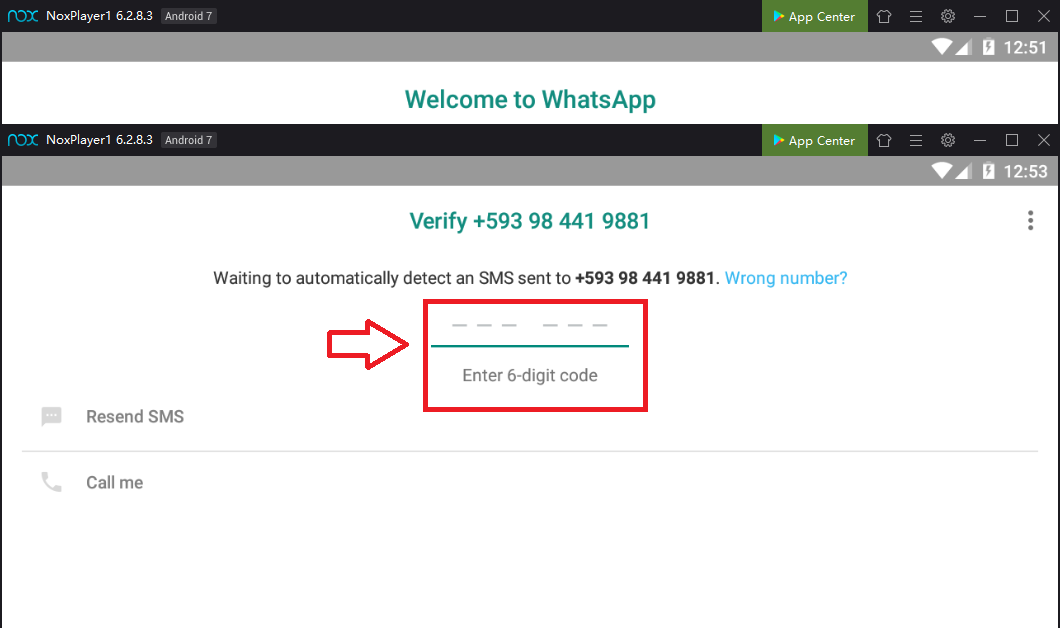 nox NoxPlayer1 6.2.8.3 Android 7 App Center
12:51
Welcome to WhatsApp
nox NoxPlayer1 6.2.8.3 Android 7 App Center
12:53
Verify +593 98 441 9881
Waiting to automatically detect an SMS sent to +593 98 441 9881. Wrong number?
––– –––
Enter 6-digit code
Resend SMS
Call me